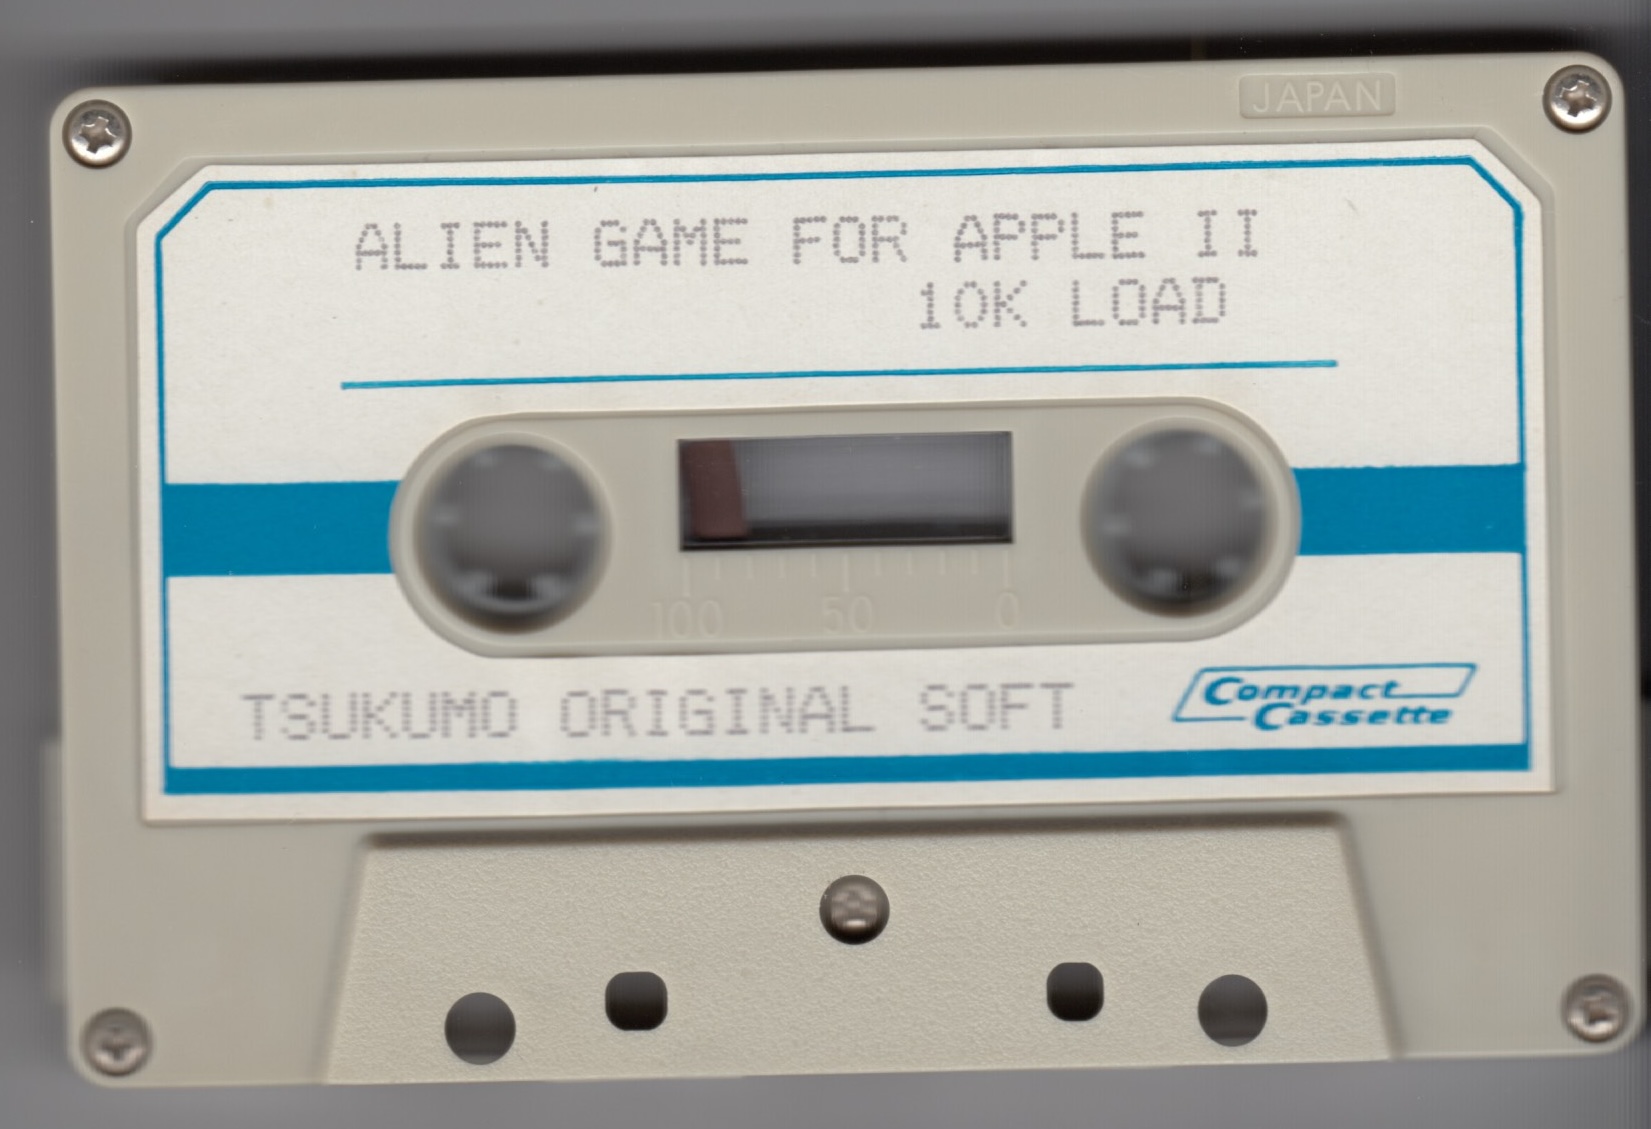 JAPAN
ALIEN GAME FOR APPLE II
10K LOAD
100 50 0
TSUKUMO ORIGINAL SOFT
Compact
Cassette